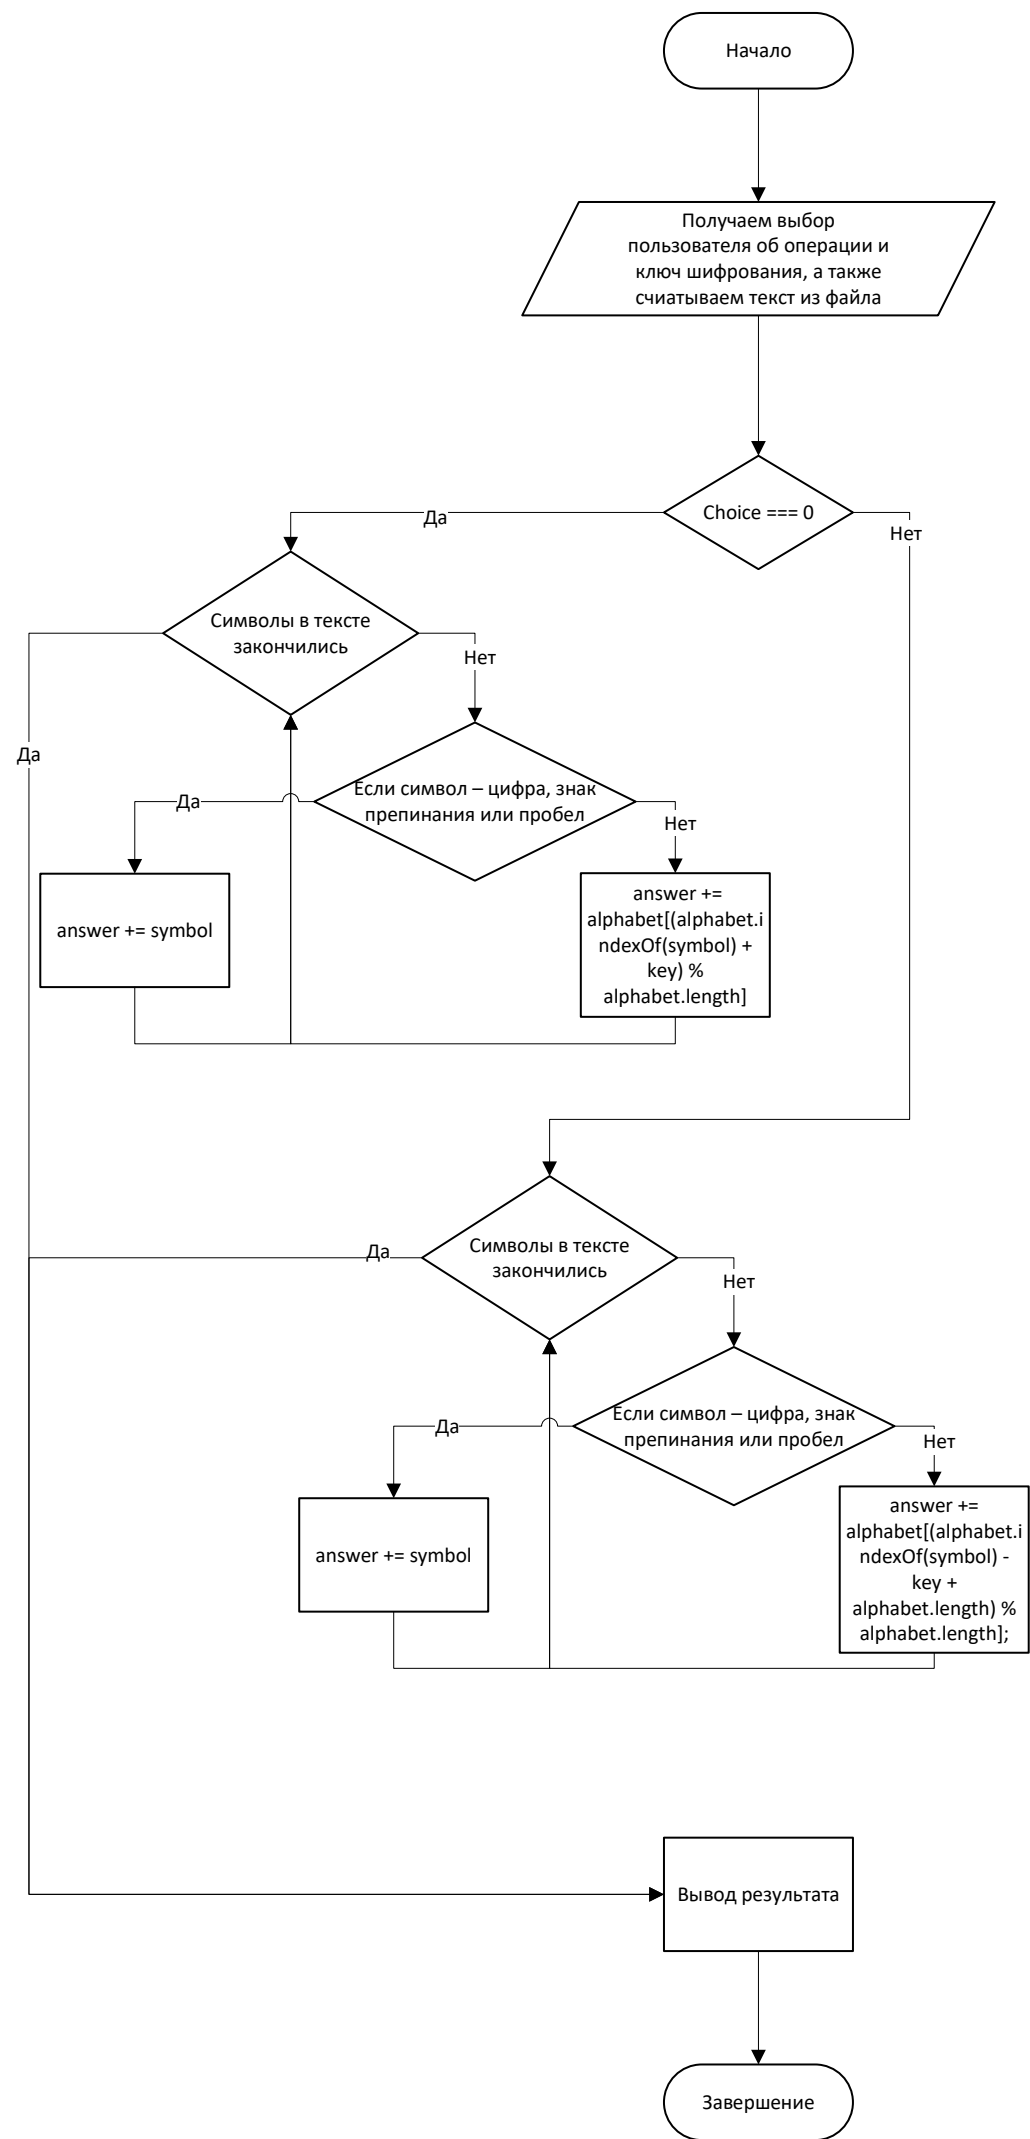 Начало
Получаем выбор
пользователя об операции и
ключ шифрования, а также
счиатываем текст из файла
Choice === 0
Да
Нет
Символы в тексте
закончились
Нет
Да
Если символ – цифра, знак
препинания или пробел
Да
Нет
answer += symbol
answer +=
alphabet[(alphabet.i
ndexOf(symbol) +
key) %
alphabet.length]
Символы в тексте
закончились
Да
Нет
Если символ – цифра, знак
препинания или пробел
Да
Нет
answer += symbol
answer +=
alphabet[(alphabet.i
ndexOf(symbol) -
key +
alphabet.length) %
alphabet.length];
Вывод результата
Завершение